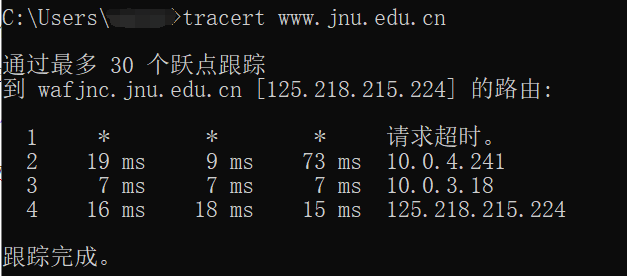 C:\Users\>tracert www.jnu.edu.cn
通过最多 30 个跃点跟踪
到 wafjnc.jnu.edu.cn [125.218.215.224] 的路由:
1 * * * 请求超时。
2 19 ms 9 ms 73 ms 10.0.4.241
3 7 ms 7 ms 7 ms 10.0.3.18
4 16 ms 18 ms 15 ms 125.218.215.224
跟踪完成。